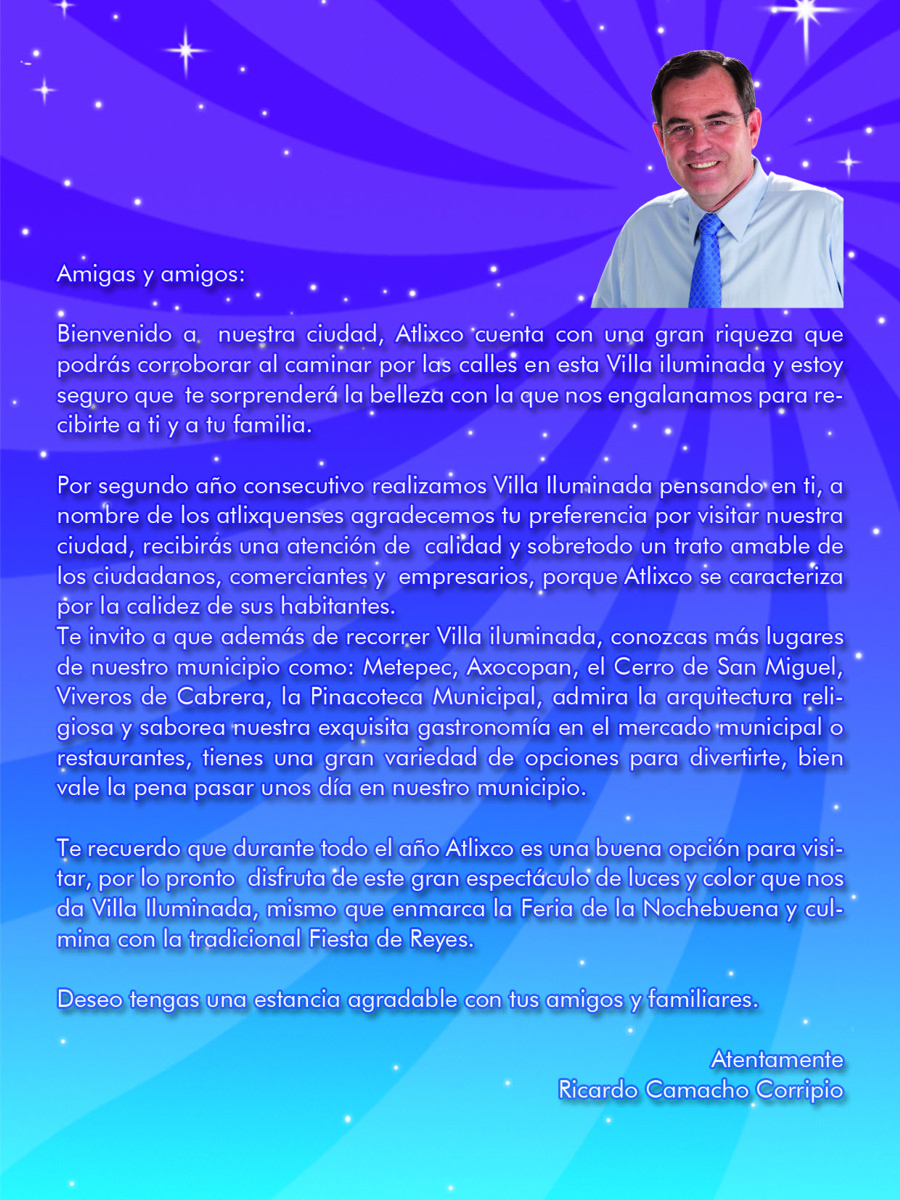 Amigas y amigos:
Bienvenido a  nuestra ciudad, Atlixco cuenta con una gran riqueza que
podrás corroborar al caminar por las calles en esta Villa iluminada y estoy
seguro que  te sorprenderá la belleza con la que nos engalanamos para re-
cibirte a ti y a tu familia.
Por segundo año consecutivo realizamos Villa Iluminada pensando en ti, a
nombre de los atlixquenses agradecemos tu preferencia por visitar nuestra
ciudad, recibirás una atención de  calidad y sobretodo un trato amable de
los ciudadanos, comerciantes y  empresarios, porque Atlixco se caracteriza
por la calidez de sus habitantes.
Te invito a que además de recorrer Villa iluminada, conozcas más lugares
de nuestro municipio como: Metepec, Axocopan, el Cerro de San Miguel,
Viveros de Cabrera, la Pinacoteca Municipal, admira la arquitectura reli-
giosa y saborea nuestra exquisita gastronomía en el mercado municipal o
restaurantes, tienes una gran variedad de opciones para divertirte, bien
vale la pena pasar unos día en nuestro municipio.
Te recuerdo que durante todo el año Atlixco es una buena opción para visi-
tar, por lo pronto  disfruta de este gran espectáculo de luces y color que nos
da Villa Iluminada, mismo que enmarca la Feria de la Nochebuena y cul-
mina con la tradicional Fiesta de Reyes.
Deseo tengas una estancia agradable con tus amigos y familiares.
Atentamente
Ricardo Camacho Corripio